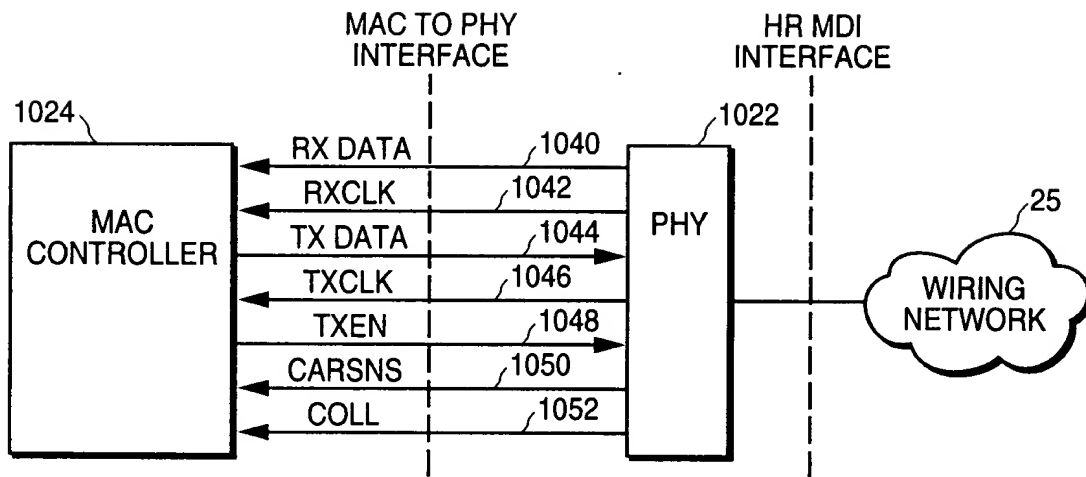 MAC TO PHY
INTERFACE
HR MDI
INTERFACE
1024
1022
RX DATA
1040
RXCLK
1042
MAC
CONTROLLER
TX DATA
1044
PHY
25
TXCLK
1046
WIRING
NETWORK
TXEN
1048
CARSNS
1050
COLL
1052